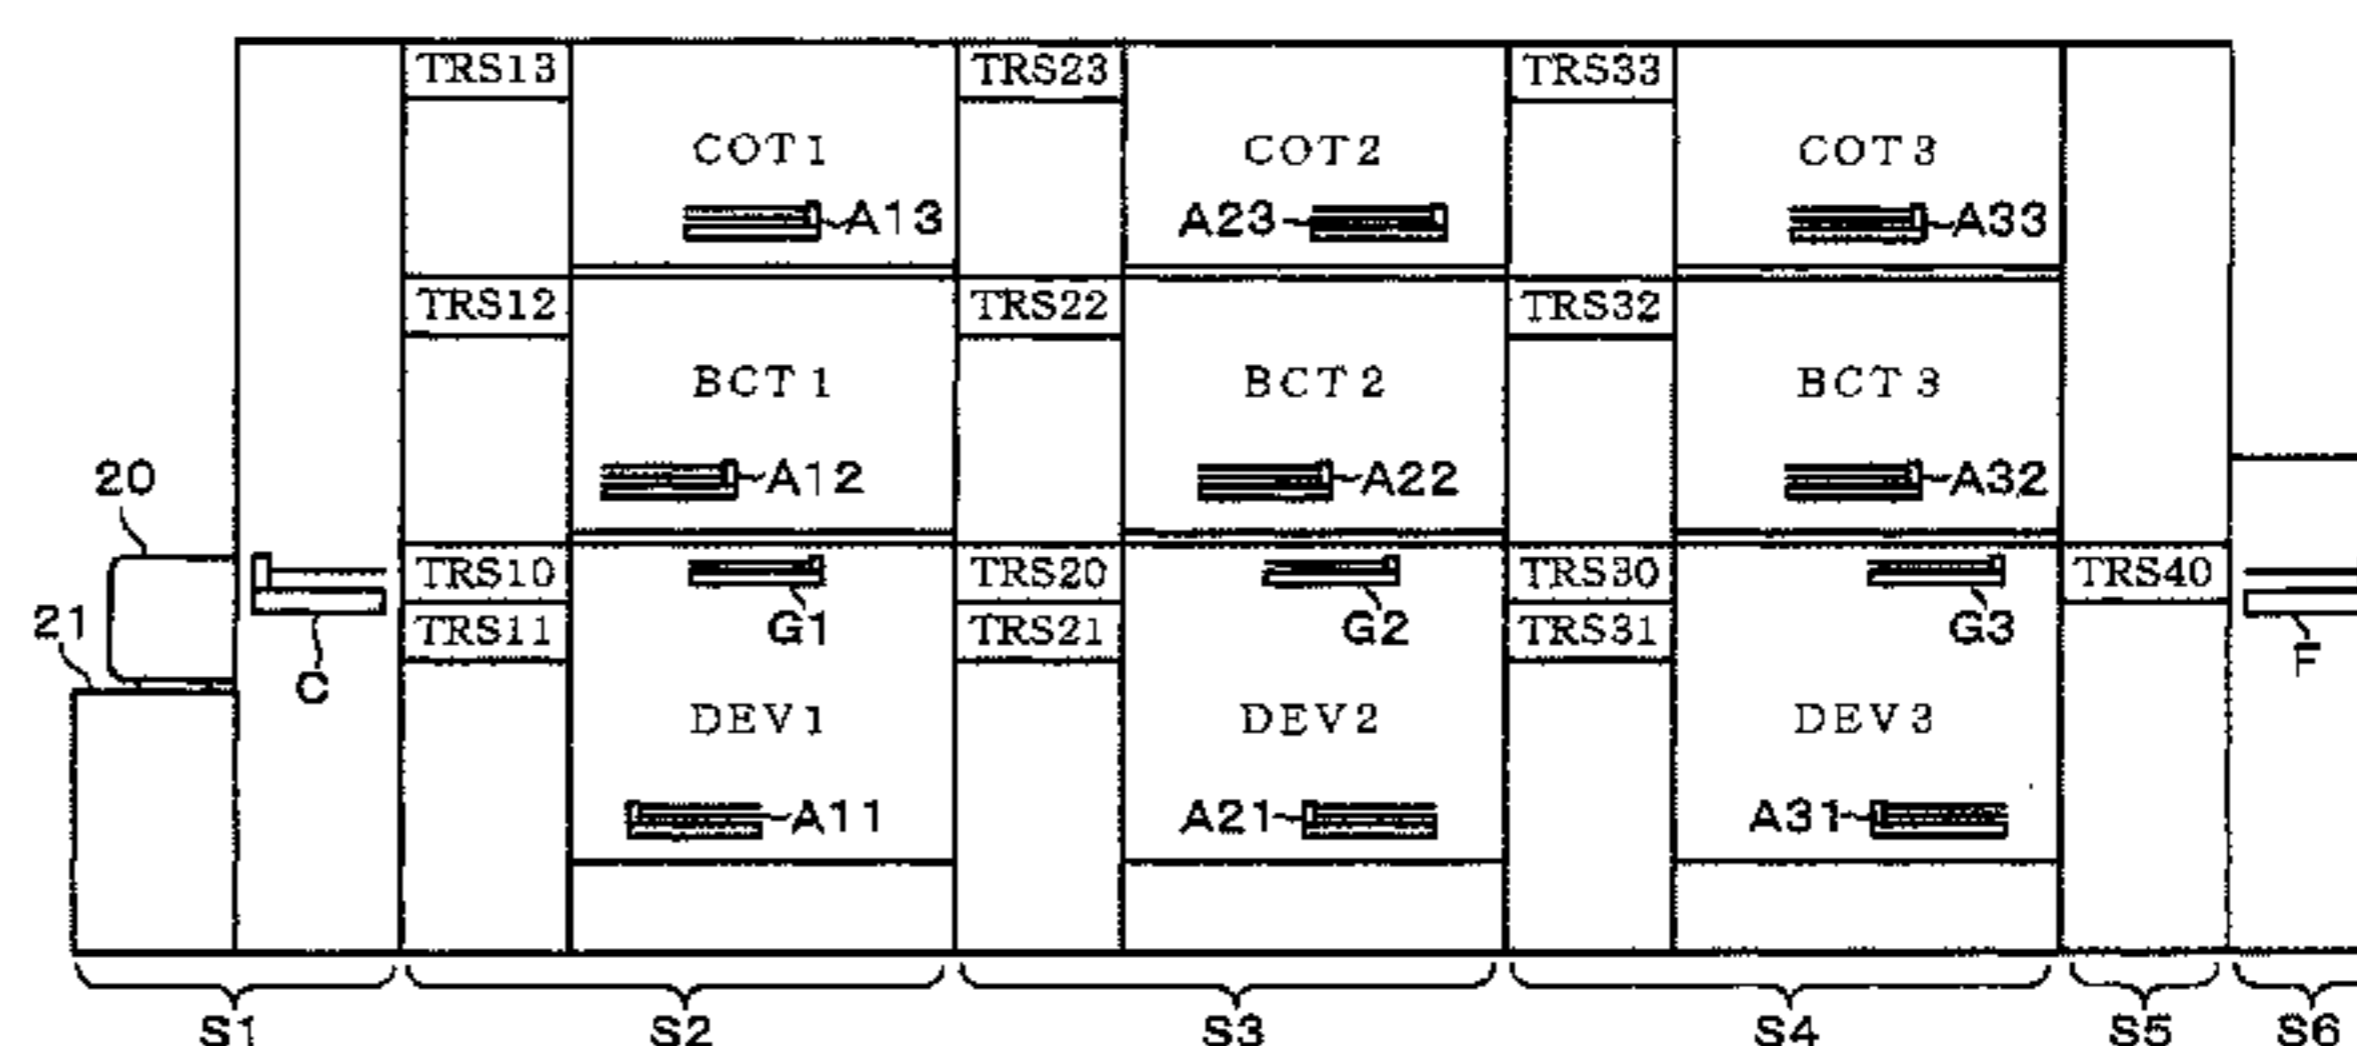 TRS13 TRS23 TRS33
COT1 COT2 COT3
A13 A23 A33
TRS12 TRS22 TRS32
BCT1 BCT2 BCT3
20 A12 A22 A32
TRS10 TRS20 TRS30 TRS40
21 TRS11 G1 TRS21 G2 TRS31 G3 F
C
DEV1 DEV2 DEV3
A11 A21 A31
S1 S2 S3 S4 S5 S6